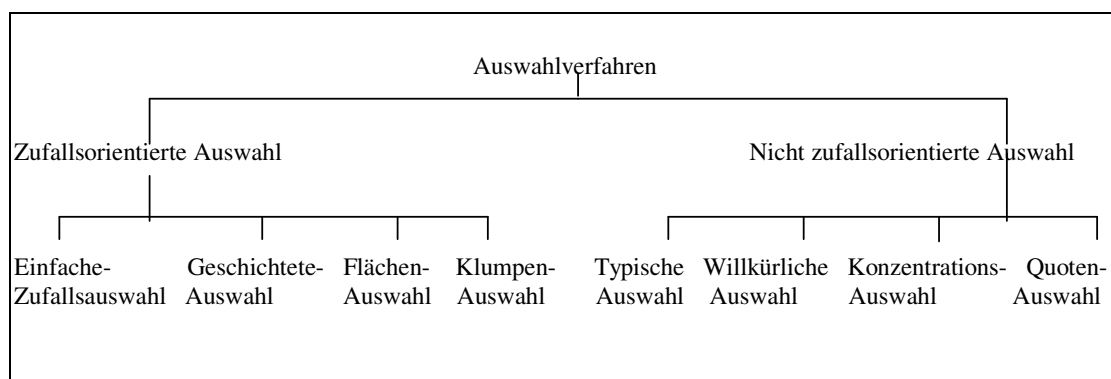 Auswahlverfahren
Zufallsorientierte Auswahl
Nicht zufallsorientierte Auswahl
Einfache-
Zufallsauswahl
Geschichtete-
Auswahl
Flächen-
Auswahl
Klumpen-
Auswahl
Typische
Auswahl
Willkürliche
Auswahl
Konzentrations-
Auswahl
Quoten-
Auswahl